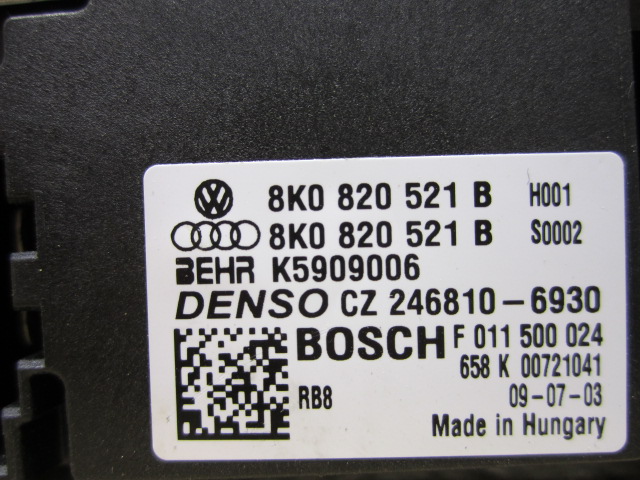 8K0 820 521 B H001
8K0 820 521 B S0002
BEHR K5909006
DENSO CZ 246810-6930
BOSCH F 011 500 024
658 K 00721041
RB8 09-07-03
Made in Hungary